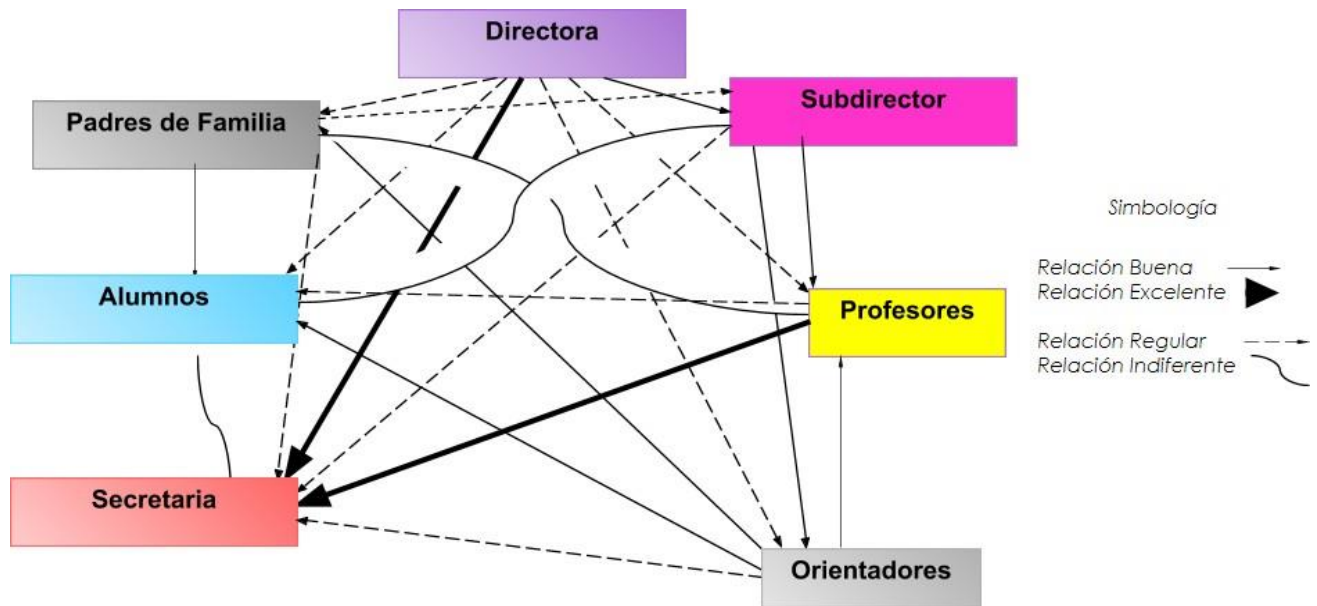 Directora
Subdirector
Padres de Familia
Simbología
Relación Buena
Alumnos
Relación Excelente
Profesores
Relación Regular
Relación Indiferente
Secretaria
Orientadores